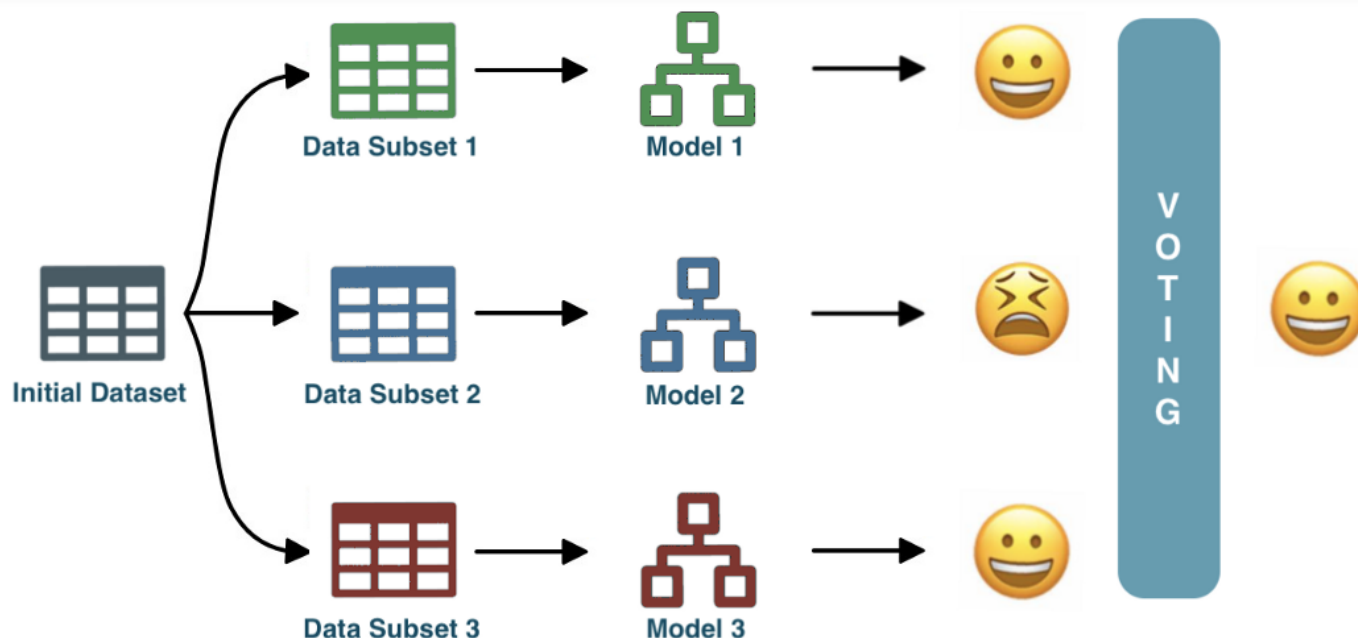 Data Subset 1
Model 1
Initial Dataset
Data Subset 2
Model 2
Data Subset 3
Model 3
VOTING